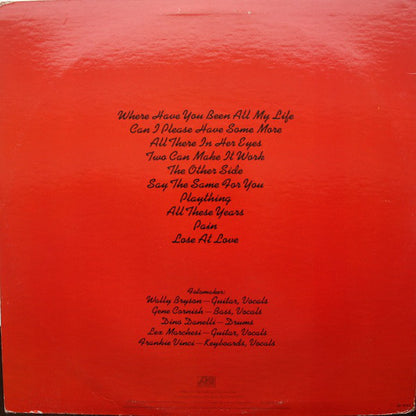 Where Have You Been All My Life
Can I Please Have Some More
All There In Her Eyes
Two Can Make It Work
The Other Side
Say The Same For You
Plaything
All These Years
Pain
Lose At Love
Fotomaker:
Wally Bryson—Guitar, Vocals
Gene Cornish—Bass, Vocals
Dino Danelli—Drums
Lex Marchesi—Guitar, Vocals
Frankie Vinci—Keyboards, Vocals